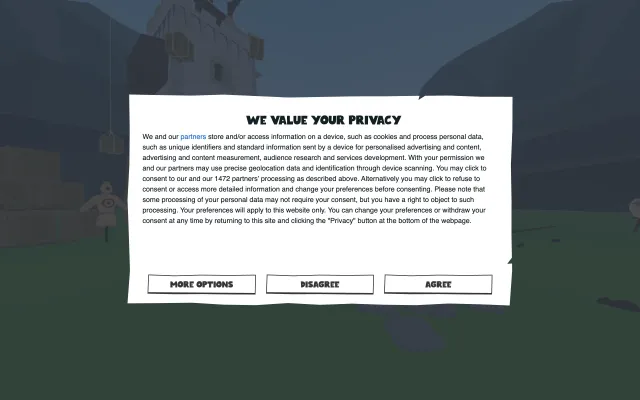 WE VALUE YOUR PRIVACY
We and our partners store and/or access information on a device, such as cookies and process personal data,
such as unique identifiers and standard information sent by a device for personalised advertising and content,
advertising and content measurement, audience research and services development. With your permission we
and our partners may use precise geolocation data and identification through device scanning. You may click to
consent to our and our 1472 partners' processing as described above. Alternatively you may click to refuse to
consent or access more detailed information and change your preferences before consenting. Please note that
some processing of your personal data may not require your consent, but you have a right to object to such
processing. Your preferences will apply to this website only. You can change your preferences or withdraw your
consent at any time by returning to this site and clicking the "Privacy" button at the bottom of the webpage.
MORE OPTIONS
DISAGREE
AGREE